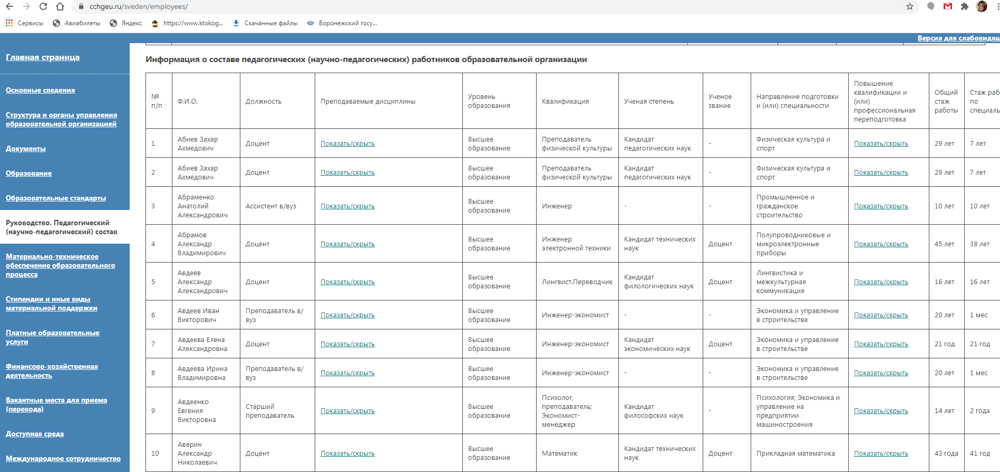 cchgeu.ru/sveden/employees/
Сервисы Авиабилеты Яндекс https://www.ktokog... Скачанные файлы Воронежский госу...
Версия для слабовидящ
Главная страница
Основные сведения
Структура и органы управления
образовательной организацией
Документы
Образование
Образовательные стандарты
Руководство. Педагогический
(научно-педагогический) состав
Материально-техническое
обеспечение образовательного
процесса
Стипендии и иные виды
материальной поддержки
Платные образовательные
услуги
Финансово-хозяйственная
деятельность
Вакантные места для приема
(перевода)
Доступная среда
Международное сотрудничество
Информация о составе педагогических (научно-педагогических) работников образовательной организации
№
п/п
Ф.И.О.
Должность
Преподаваемые дисциплины
Уровень
образования
Квалификация
Ученая степень
Ученое
звание
Направление подготовки
и (или) специальности
Повышение
квалификации и
(или)
профессиональная
переподготовка
Общий
стаж
работы
Стаж раб
по
специаль
1
Абиев Захар
Ахмедович
Доцент
Показать/скрыть
Высшее
образование
Преподаватель
физической культуры
Кандидат
педагогических наук
-
Физическая культура и
спорт
Показать/скрыть
29 лет
7 лет
2
Абиев Захар
Ахмедович
Доцент
Показать/скрыть
Высшее
образование
Преподаватель
физической культуры
Кандидат
педагогических наук
-
Физическая культура и
спорт
Показать/скрыть
29 лет
7 лет
3
Абраменко
Анатолий
Александрович
Ассистент в/вуз
Показать/скрыть
Высшее
образование
Инженер
-
-
Промышленное и
гражданское
строительство
Показать/скрыть
10 лет
10 лет
4
Абрамов
Александр
Владимирович
Доцент
Показать/скрыть
Высшее
образование
Инженер
электронной техники
Кандидат технических
наук
Доцент
Полупроводниковые и
микроэлектронные
приборы
Показать/скрыть
45 лет
38 лет
5
Авдеев
Александр
Александрович
Доцент
Показать/скрыть
Высшее
образование
Лингвист.Переводчик
Кандидат
филологических наук
Доцент
Лингвистика и
межкультурная
коммуникация
Показать/скрыть
16 лет
16 лет
6
Авдеев Иван
Викторович
Преподаватель в/
вуз
Показать/скрыть
Высшее
образование
Инженер-экономист
-
-
Экономика и управление
в строительстве
Показать/скрыть
20 лет
1 мес
7
Авдеева Елена
Александровна
Доцент
Показать/скрыть
Высшее
образование
Инженер-экономист
Кандидат
экономических наук
Доцент
Экономика и управление
в строительстве
Показать/скрыть
21 год
21 год
8
Авдеева Ирина
Владимировна
Преподаватель в/
вуз
Показать/скрыть
Высшее
образование
Инженер-экономист
-
-
Экономика и управление
в строительстве
Показать/скрыть
20 лет
1 мес
9
Авдеенко
Евгения
Викторовна
Старший
преподаватель
Показать/скрыть
Высшее
образование
Психолог,
преподаватель;
Экономист-
менеджер
Кандидат
философских наук
-
Психология; Экономика и
управление на
предприятии
машиностроения
Показать/скрыть
14 лет
2 года
10
Аверин
Александр
Николаевич
Доцент
Показать/скрыть
Высшее
образование
Математик
Кандидат технических
наук
Доцент
Прикладная математика
Показать/скрыть
43 года
41 год